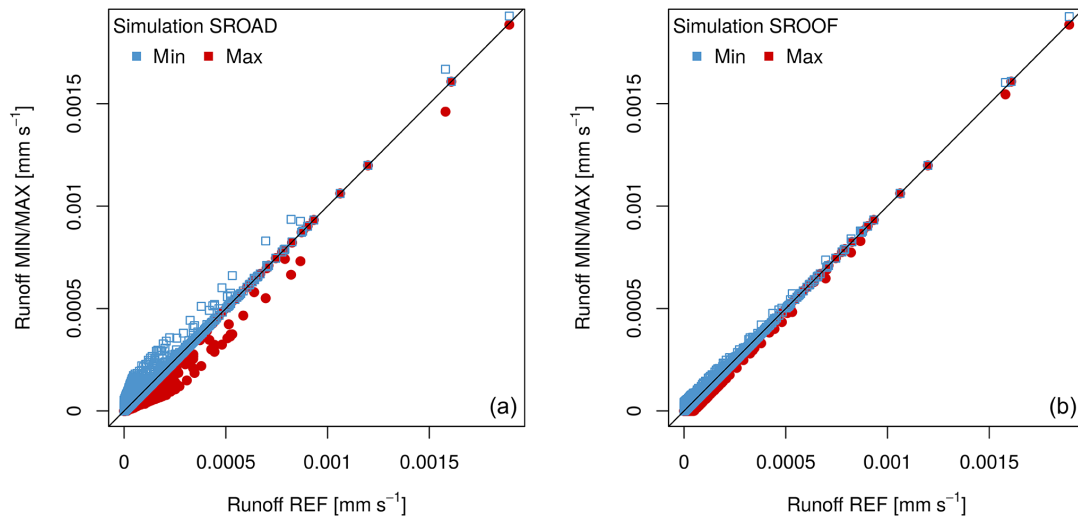 Simulation SROAD
Min Max
0.0015
0.001
0.0005
0
Runoff MIN/MAX [mm s⁻¹]
(a)
0 0.0005 0.001 0.0015
Runoff REF [mm s⁻¹]
Simulation SROOF
Min Max
0.0015
0.001
0.0005
0
Runoff MIN/MAX [mm s⁻¹]
(b)
0 0.0005 0.001 0.0015
Runoff REF [mm s⁻¹]